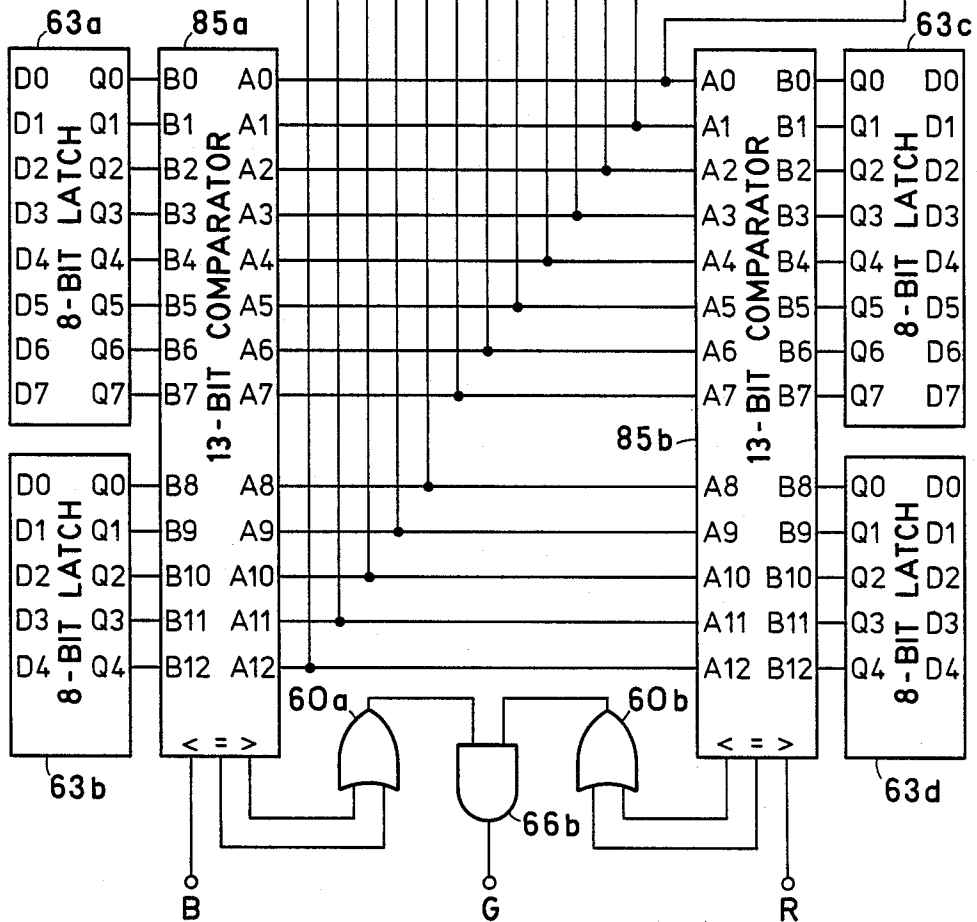 63a 85a 63c
D0 Q0 B0 A0 A0 B0 Q0 D0
D1 Q1 B1 A1 A1 B1 Q1 D1
D2 Q2 B2 A2 A2 B2 Q2 D2
D3 Q3 B3 A3 A3 B3 Q3 D3
D4 Q4 B4 A4 A4 B4 Q4 D4
D5 Q5 B5 A5 A5 B5 Q5 D5
D6 Q6 B6 A6 A6 B6 Q6 D6
D7 Q7 B7 A7 A7 B7 Q7 D7
8-BIT LATCH
13-BIT COMPARATOR
13-BIT COMPARATOR
8-BIT LATCH
85b
D0 Q0 B8 A8 A8 B8 Q0 D0
D1 Q1 B9 A9 A9 B9 Q1 D1
D2 Q2 B10 A10 A10 B10 Q2 D2
D3 Q3 B11 A11 A11 B11 Q3 D3
D4 Q4 B12 A12 A12 B12 Q4 D4
8-BIT LATCH
8-BIT LATCH
60a 60b
< = > < = >
63b 66b 63d
B G R